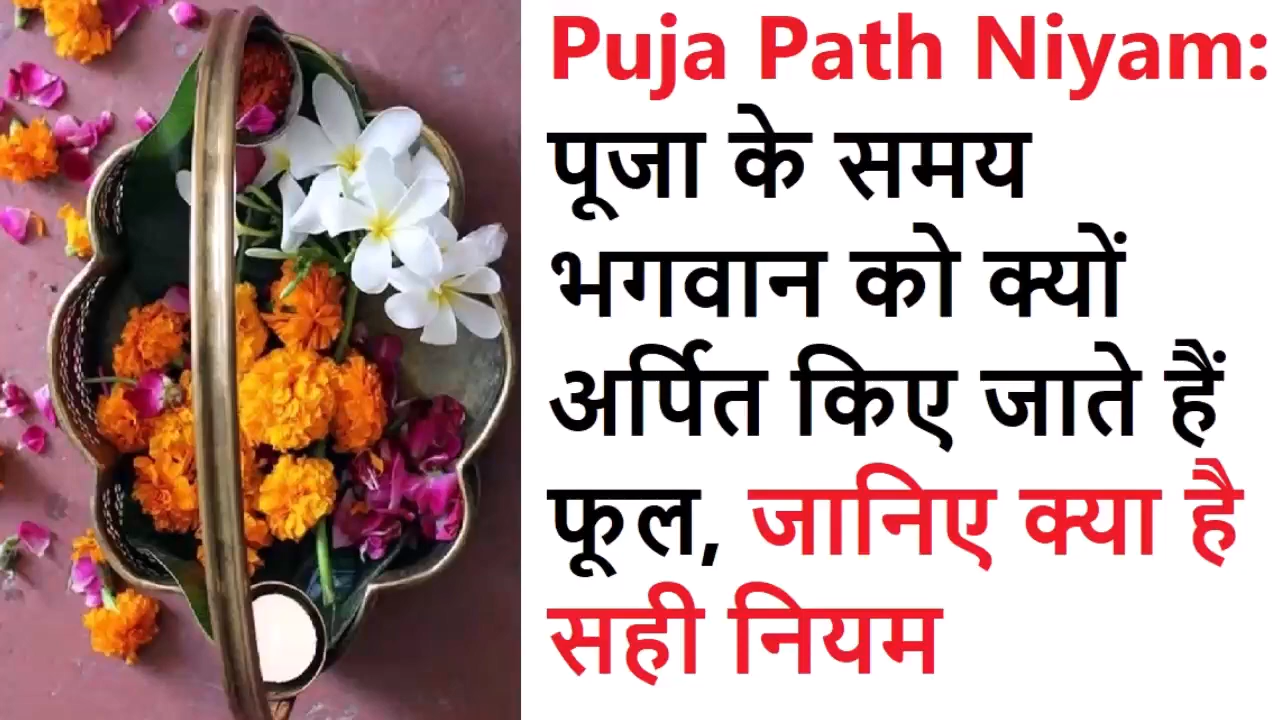 Puja Path Niyam:
पूजा के समय
भगवान को क्यों
अर्पित किए जाते हैं
फूल, जानिए क्या है
सही नियम